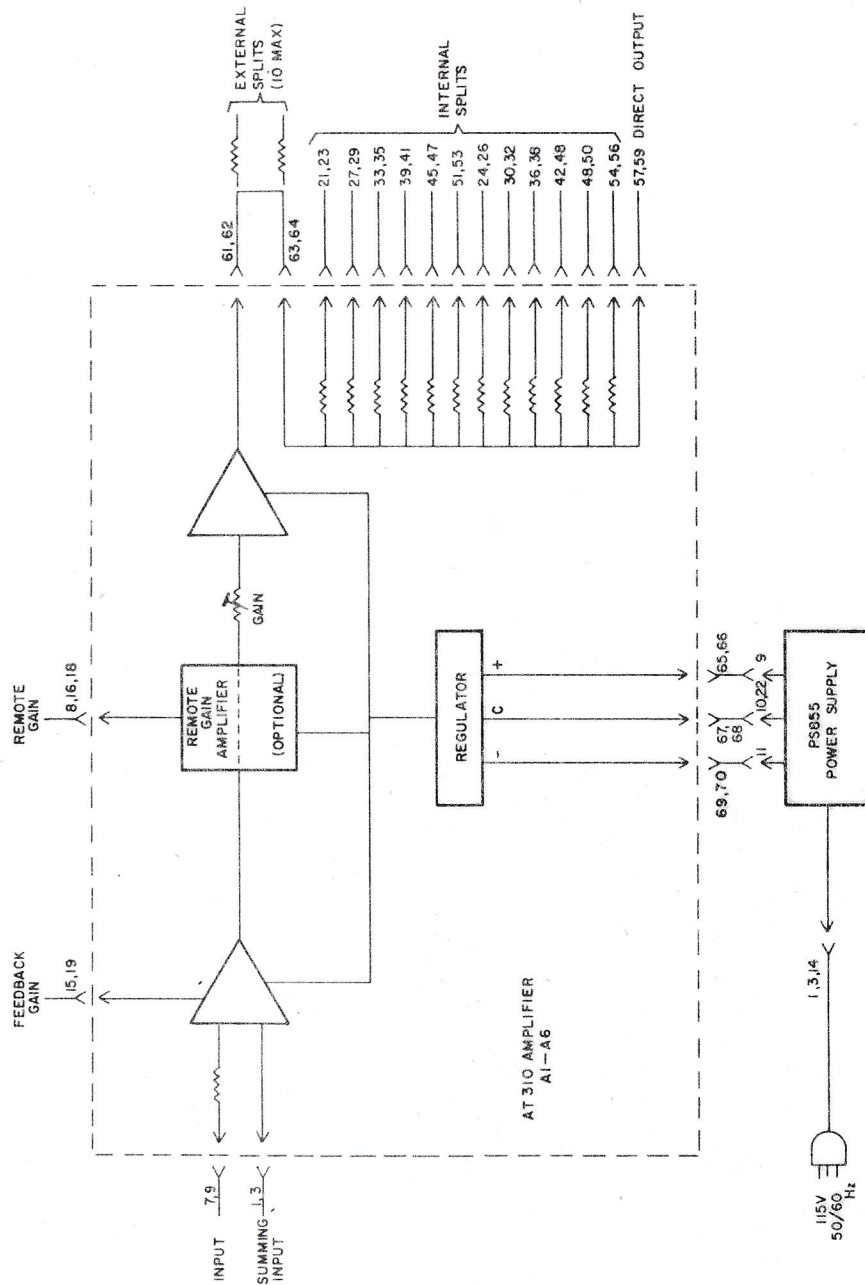 FEEDBACK
GAIN
15,19
REMOTE
GAIN
8,16,18
EXTERNAL
SPLITS
(10 MAX)
61,62
63,64
INPUT
7,9
SUMMING
INPUT
1,3
REMOTE
GAIN
AMPLIFIER
(OPTIONAL)
GAIN
INTERNAL
SPLITS
21,23
27,29
33,35
39,41
45,47
51,53
24,26
30,32
36,38
42,48
48,50
54,56
57,59 DIRECT OUTPUT
AT 310 AMPLIFIER
A1-A6
REGULATOR
- C +
69,70
67,
68
65,66
11
10,22
9
PS855
POWER SUPPLY
1,3,14
115V
50/60
Hz